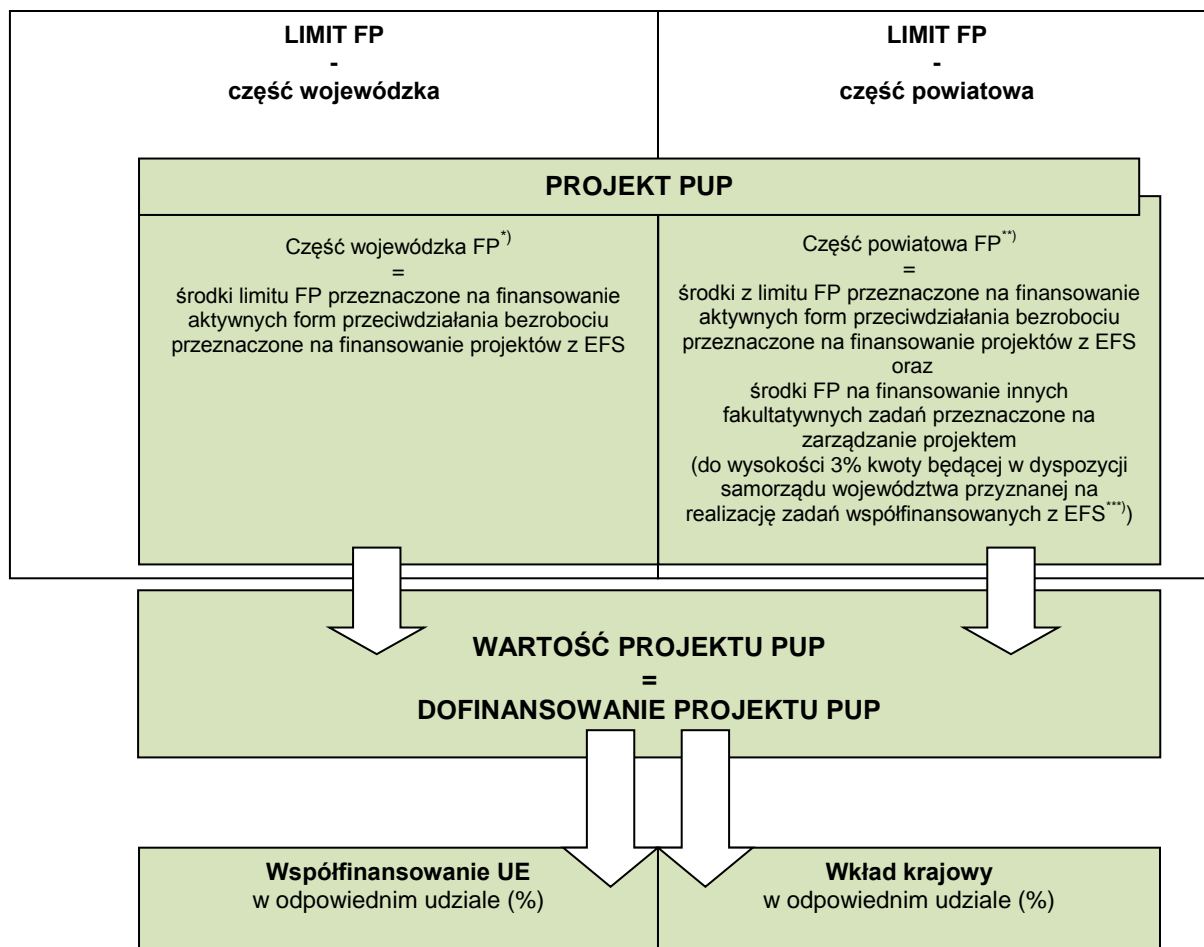 LIMIT FP
-
część wojewódzka
LIMIT FP
-
część powiatowa
PROJEKT PUP
Część wojewódzka FP*)
=
środki limitu FP przeznaczone na finansowanie
aktywnych form przeciwdziałania bezrobociu
przeznaczone na finansowanie projektów z EFS
Część powiatowa FP**)
=
środki z limitu FP przeznaczone na finansowanie
aktywnych form przeciwdziałania bezrobociu
przeznaczone na finansowanie projektów z EFS
oraz
środki FP na finansowanie innych
fakultatywnych zadań przeznaczone na
zarządzanie projektem
(do wysokości 3% kwoty będącej w dyspozycji
samorządu województwa przyznanej na
realizację zadań współfinansowanych z EFS***))
WARTOŚĆ PROJEKTU PUP
=
DOFINANSOWANIE PROJEKTU PUP
Współfinansowanie UE
w odpowiednim udziale (%)
Wkład krajowy
w odpowiednim udziale (%)